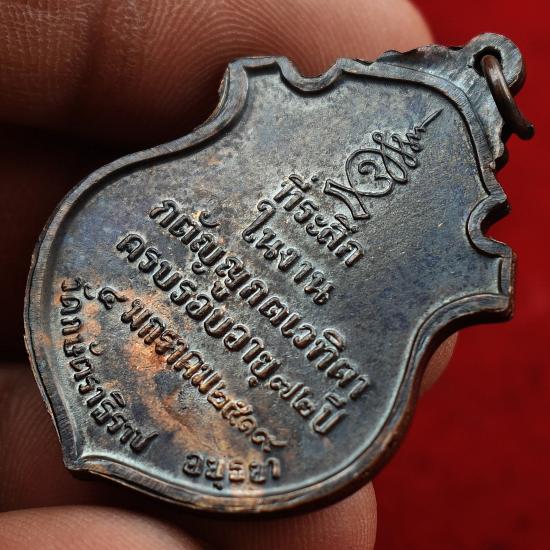 ที่ระลึก
ในงาน
กตัญญูกตเวทิตา
ครบรอบอายุ ๗๒ ปี
๔ มกราคม ๒๕๑๙
วัดกษัตราธิราช อยุธยา